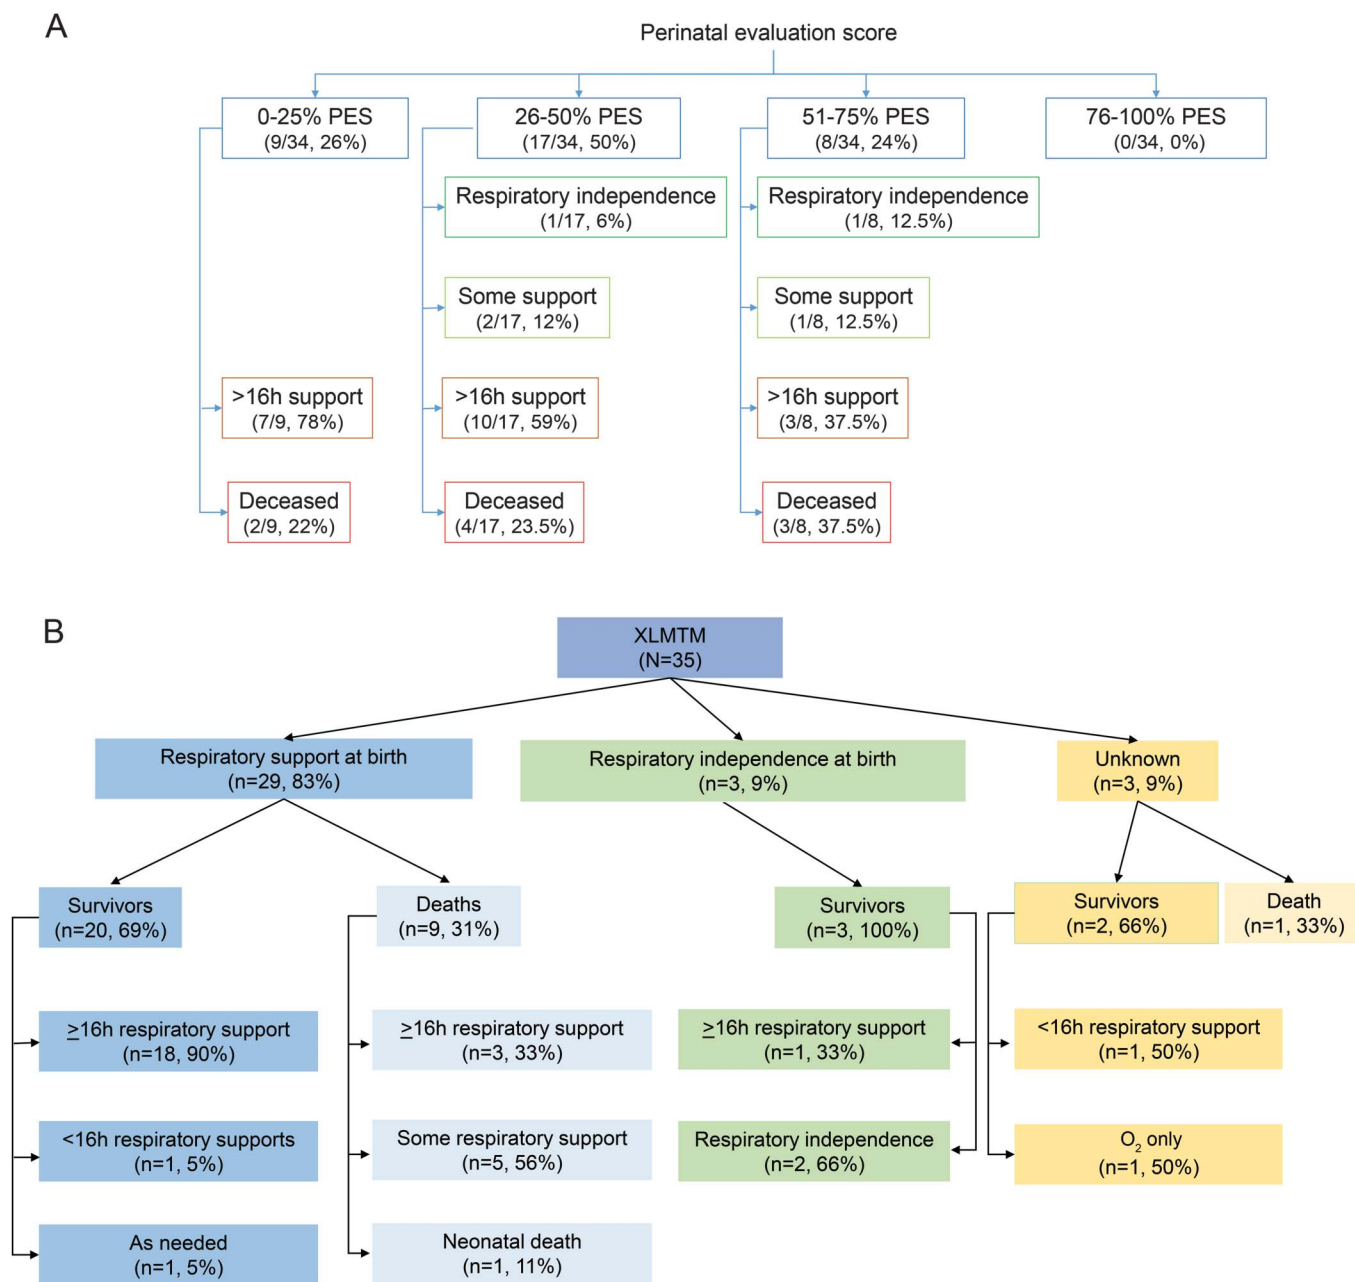 A
Perinatal evaluation score
0-25% PES
(9/34, 26%)
26-50% PES
(17/34, 50%)
51-75% PES
(8/34, 24%)
76-100% PES
(0/34, 0%)
Respiratory independence
(1/17, 6%)
Respiratory independence
(1/8, 12.5%)
Some support
(2/17, 12%)
Some support
(1/8, 12.5%)
>16h support
(7/9, 78%)
>16h support
(10/17, 59%)
>16h support
(3/8, 37.5%)
Deceased
(2/9, 22%)
Deceased
(4/17, 23.5%)
Deceased
(3/8, 37.5%)
B
XLMTM
(N=35)
Respiratory support at birth
(n=29, 83%)
Respiratory independence at birth
(n=3, 9%)
Unknown
(n=3, 9%)
Survivors
(n=20, 69%)
Deaths
(n=9, 31%)
Survivors
(n=3, 100%)
Survivors
(n=2, 66%)
Death
(n=1, 33%)
≥16h respiratory support
(n=18, 90%)
≥16h respiratory support
(n=3, 33%)
≥16h respiratory support
(n=1, 33%)
<16h respiratory support
(n=1, 50%)
<16h respiratory supports
(n=1, 5%)
Some respiratory support
(n=5, 56%)
Respiratory independence
(n=2, 66%)
O₂ only
(n=1, 50%)
As needed
(n=1, 5%)
Neonatal death
(n=1, 11%)